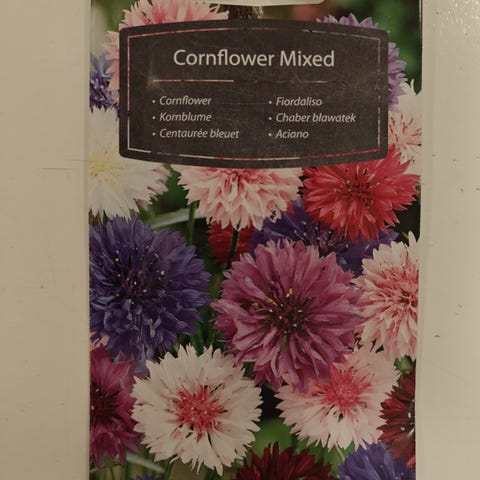 Cornflower Mixed
• Cornflower
• Kornblume
• Centaurée bleuet
• Fiordaliso
• Chaber bławatek
• Aciano